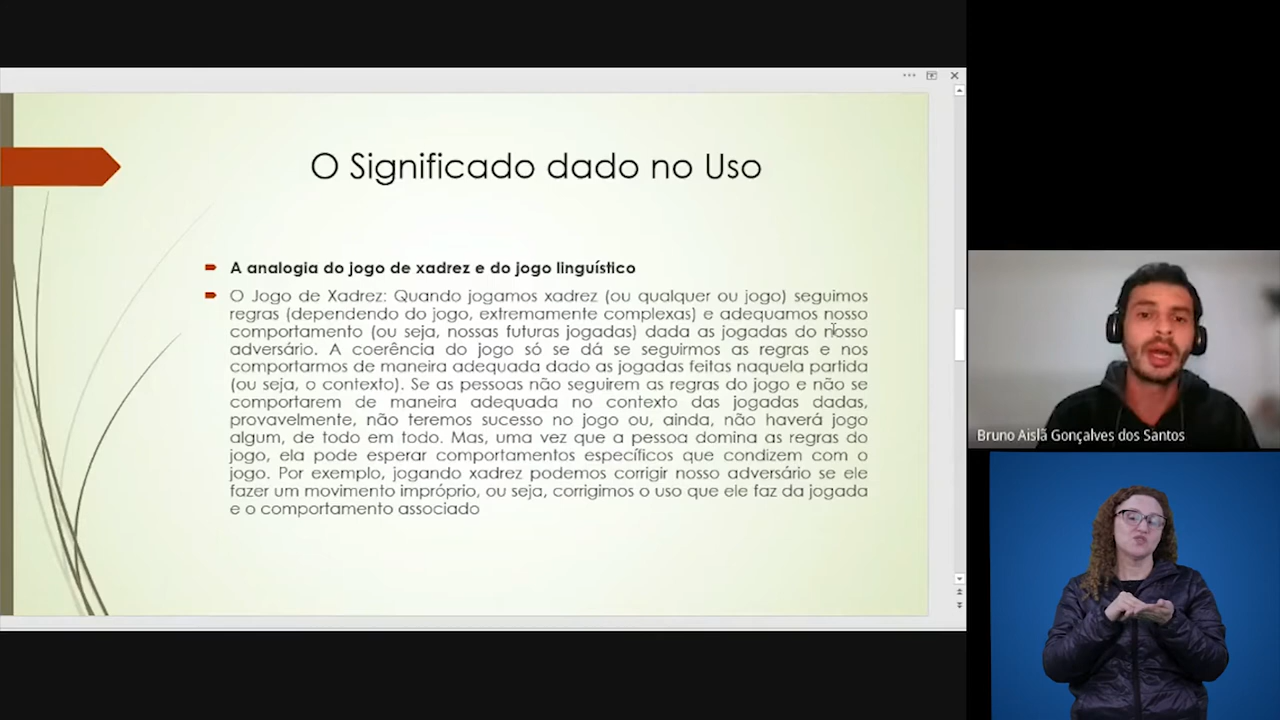 O Significado dado no Uso
A analogia do jogo de xadrez e do jogo linguístico
O Jogo de Xadrez: Quando jogamos xadrez (ou qualquer ou jogo) seguimos
regras (dependendo do jogo, extremamente complexas) e adequamos nosso
comportamento (ou seja, nossas futuras jogadas) dada as jogadas do nosso
adversário. A coerência do jogo só se dá se seguirmos as regras e nos
comportarmos de maneira adequada dado as jogadas feitas naquela partida
(ou seja, o contexto). Se as pessoas não seguirem as regras do jogo e não se
comportarem de maneira adequada no contexto das jogadas dadas,
provavelmente, não teremos sucesso no jogo ou, ainda, não haverá jogo
algum, de todo em todo. Mas, uma vez que a pessoa domina as regras do
jogo, ela pode esperar comportamentos específicos que condizem com o
jogo. Por exemplo, jogando xadrez podemos corrigir nosso adversário se ele
fazer um movimento impróprio, ou seja, corrigimos o uso que ele faz da jogada
e o comportamento associado
Bruno Aislã Gonçalves dos Santos